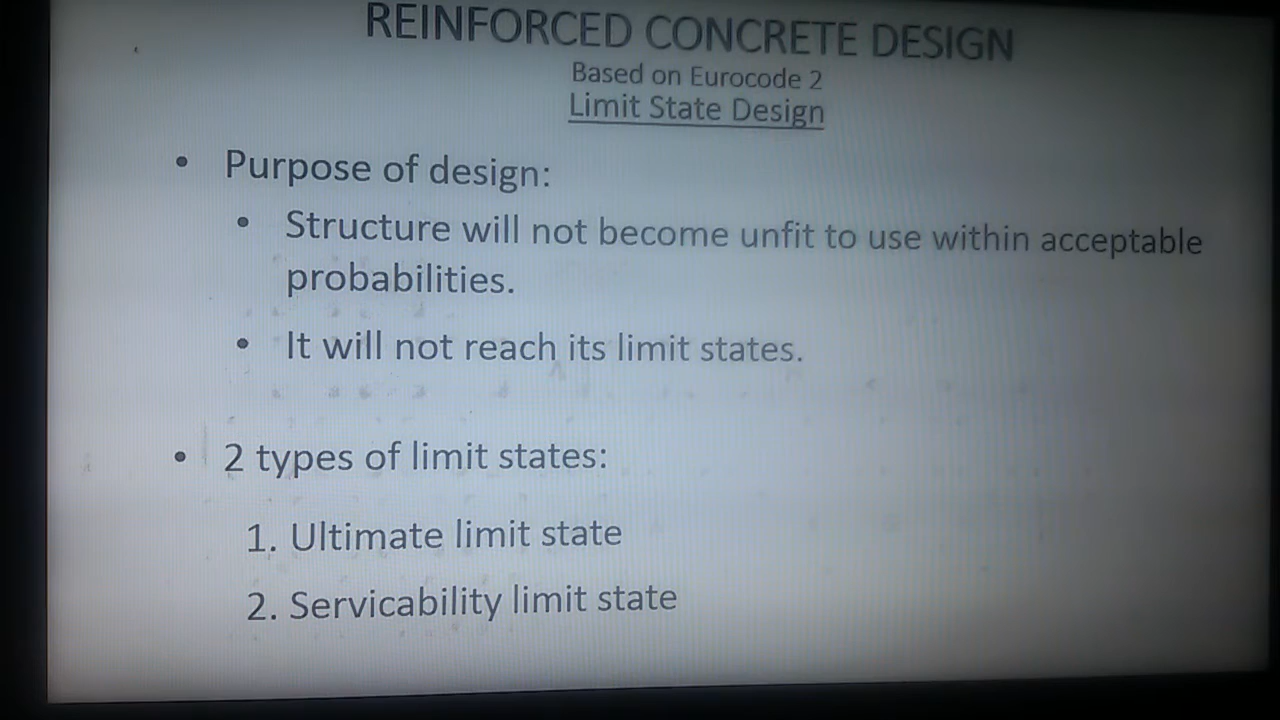 REINFORCED CONCRETE DESIGN
Based on Eurocode 2
Limit State Design
• Purpose of design:
• Structure will not become unfit to use within acceptable
probabilities.
• It will not reach its limit states.
• 2 types of limit states:
1. Ultimate limit state
2. Servicability limit state